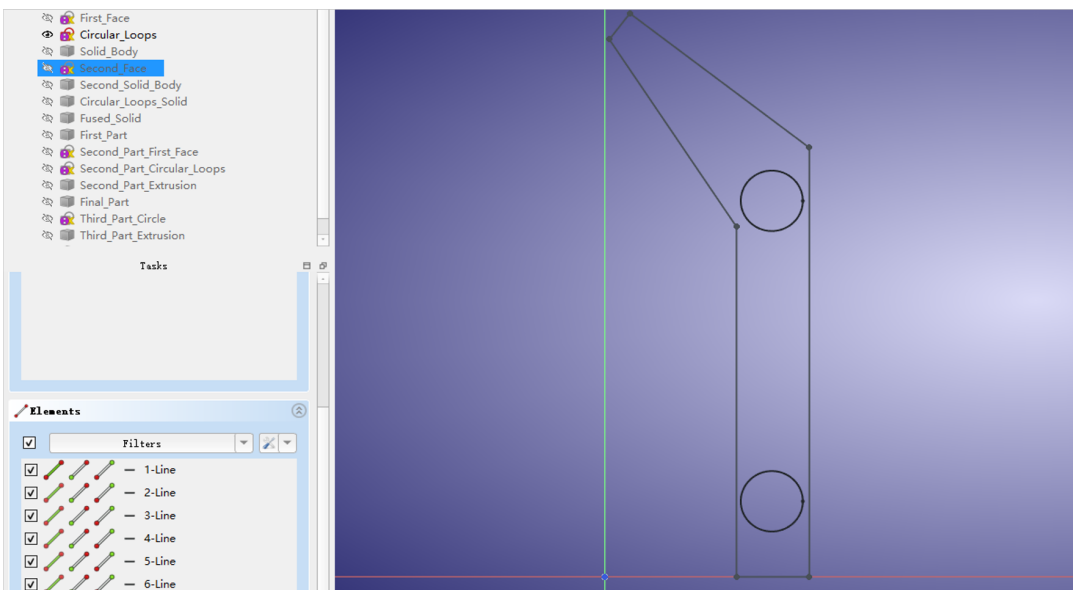 First_Face
Circular_Loops
Solid_Body
Second_Face
Second_Solid_Body
Circular_Loops_Solid
Fused_Solid
First_Part
Second_Part_First_Face
Second_Part_Circular_Loops
Second_Part_Extrusion
Final_Part
Third_Part_Circle
Third_Part_Extrusion
Tasks
Elements
Filters
1-Line
2-Line
3-Line
4-Line
5-Line
6-Line